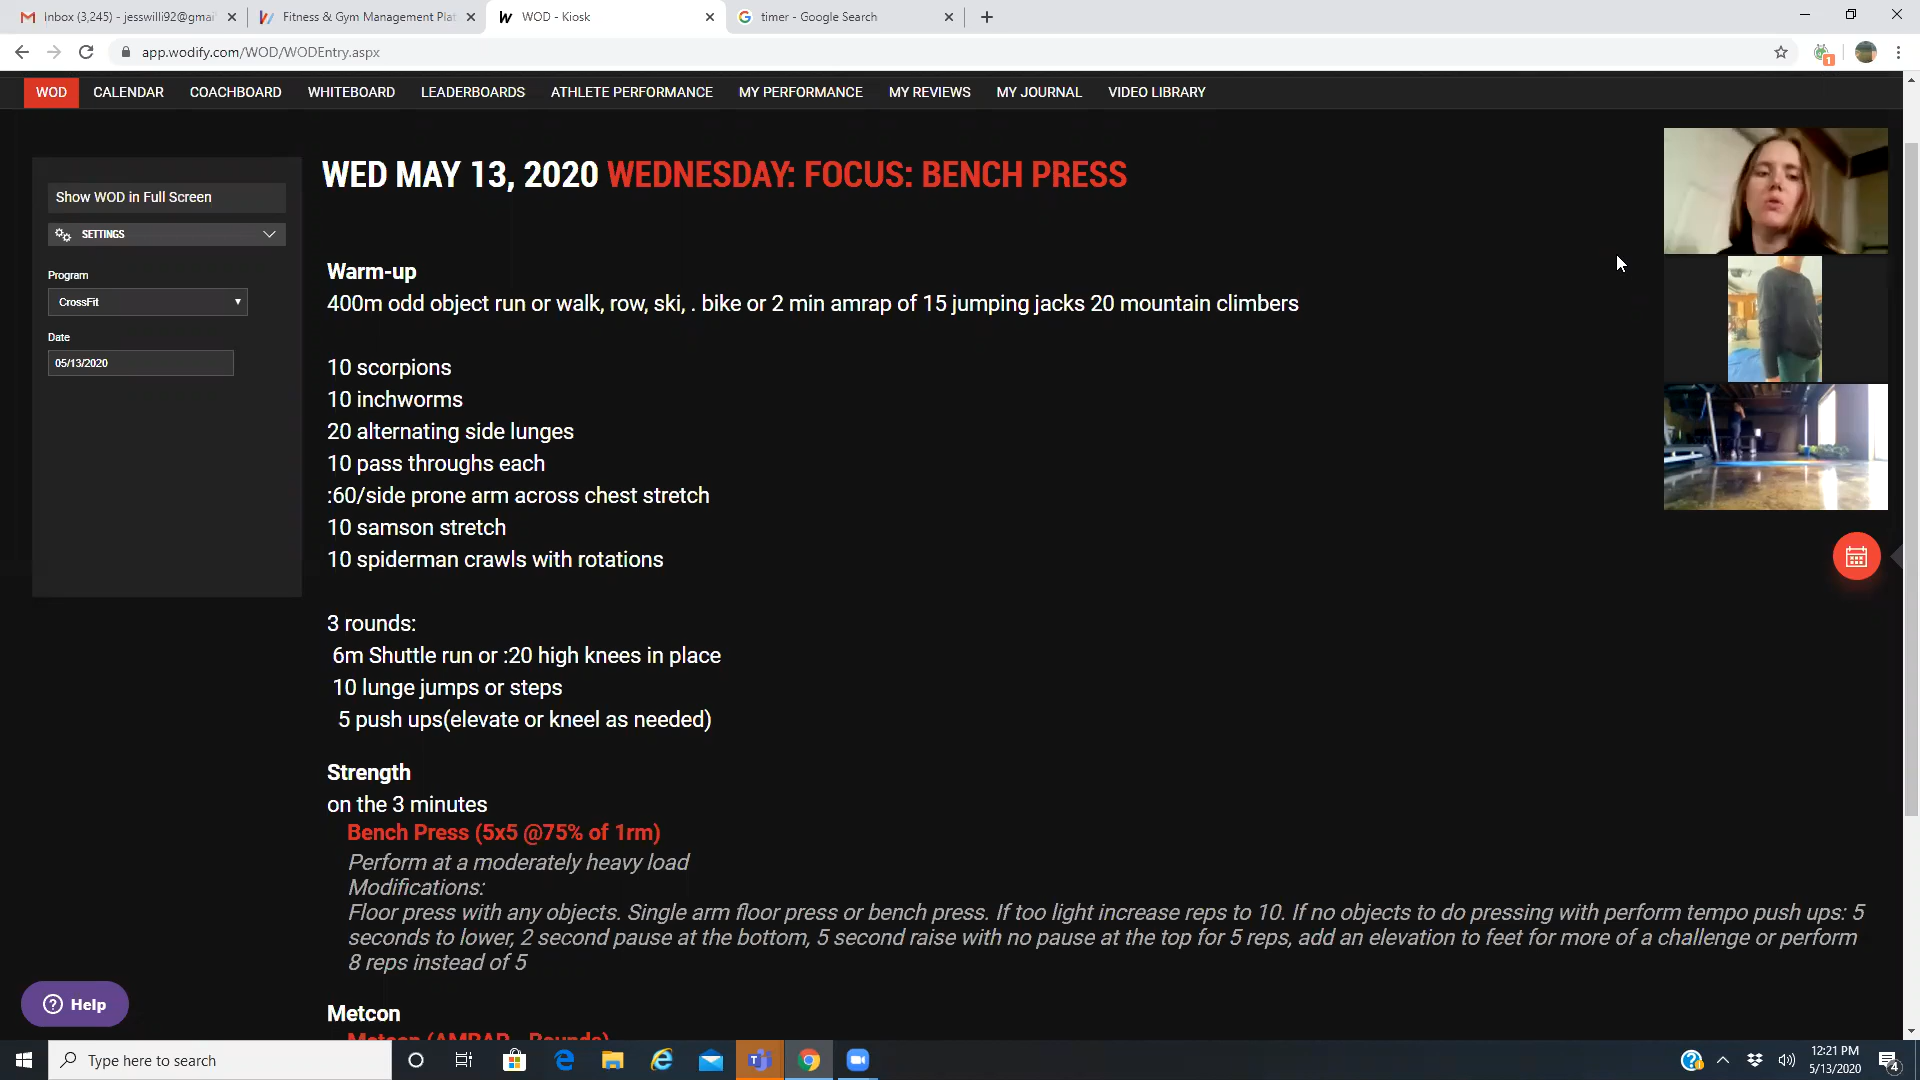 Inbox (3,245) - jesswilli92@gmai
Fitness & Gym Management Plat
WOD - Kiosk
timer - Google Search
app.wodify.com/WOD/WODEntry.aspx
1
WOD
CALENDAR
COACHBOARD
WHITEBOARD
LEADERBOARDS
ATHLETE PERFORMANCE
MY PERFORMANCE
MY REVIEWS
MY JOURNAL
VIDEO LIBRARY
WED MAY 13, 2020 WEDNESDAY: FOCUS: BENCH PRESS
Show WOD in Full Screen
SETTINGS
Program
CrossFit
Date
05/13/2020
Warm-up
400m odd object run or walk, row, ski, . bike or 2 min amrap of 15 jumping jacks 20 mountain climbers
10 scorpions
10 inchworms
20 alternating side lunges
10 pass throughs each
:60/side prone arm across chest stretch
10 samson stretch
10 spiderman crawls with rotations
3 rounds:
6m Shuttle run or :20 high knees in place
10 lunge jumps or steps
5 push ups(elevate or kneel as needed)
Strength
on the 3 minutes
Bench Press (5x5 @75% of 1rm)
Perform at a moderately heavy load
Modifications:
Floor press with any objects. Single arm floor press or bench press. If too light increase reps to 10. If no objects to do pressing with perform tempo push ups: 5
seconds to lower, 2 second pause at the bottom, 5 second raise with no pause at the top for 5 reps, add an elevation to feet for more of a challenge or perform
8 reps instead of 5
Metcon
Metcon (AMRAP - Rounds)
Help
Type here to search
12:21 PM
5/13/2020
4